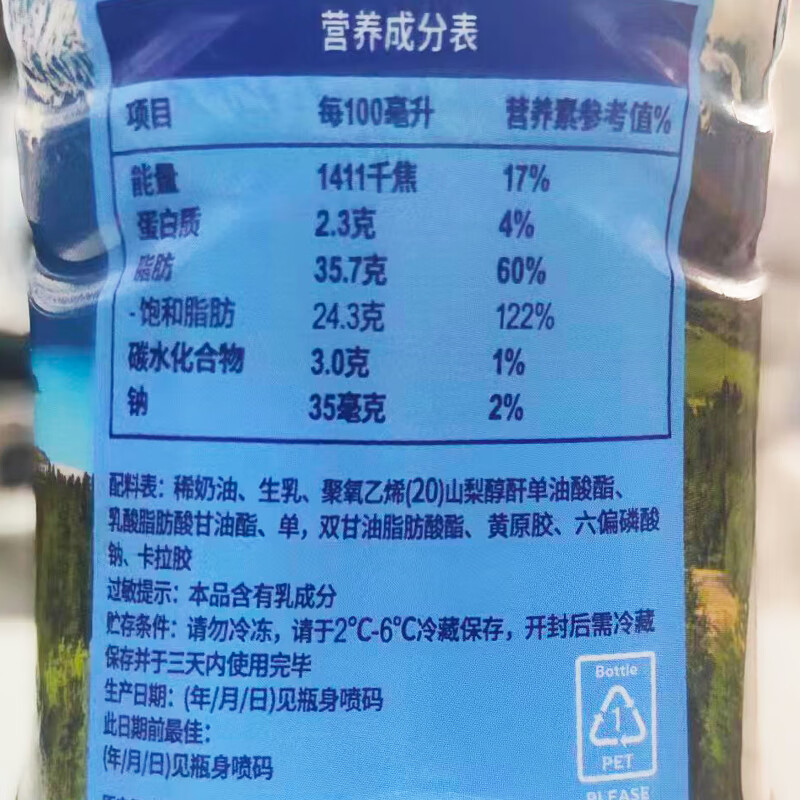 营养成分表
项目 每100毫升 营养素参考值%
能量 1411千焦 17%
蛋白质 2.3克 4%
脂肪 35.7克 60%
-饱和脂肪 24.3克 122%
碳水化合物 3.0克 1%
钠 35毫克 2%
配料表：稀奶油、生乳、聚氧乙烯(20)山梨醇酐单油酸酯、
乳酸脂肪酸甘油酯、单，双甘油脂肪酸酯、黄原胶、六偏磷酸
钠、卡拉胶
过敏提示：本品含有乳成分
贮存条件：请勿冷冻，请于2℃-6℃冷藏保存，开封后需冷藏
保存并于三天内使用完毕
生产日期：(年/月/日)见瓶身喷码
此日期前最佳：
(年/月/日)见瓶身喷码
Bottle
1
PET
PLEASE